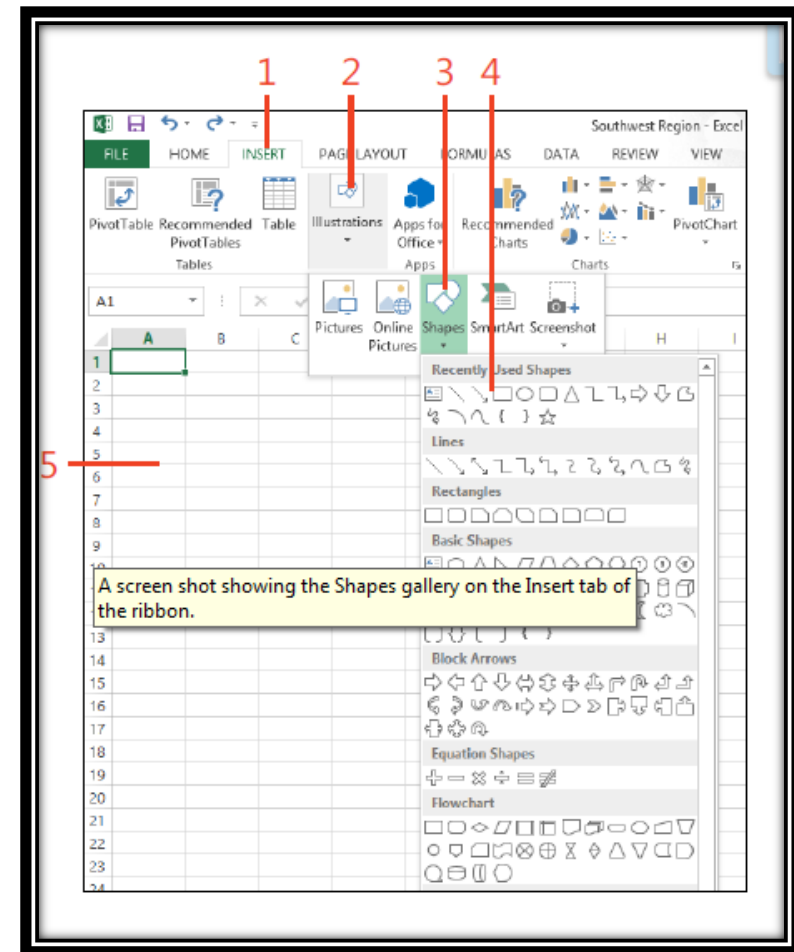 1 2 3 4
Southwest Region - Excel
FILE HOME INSERT PAGE LAYOUT FORMULAS DATA REVIEW VIEW
PivotTable Recommended PivotTables Table Illustrations Apps for Office Recommended Charts PivotChart
Tables Apps Charts
A1
Pictures Online Pictures Shapes SmartArt Screenshot
A B C H I
Recently Used Shapes
Lines
Rectangles
Basic Shapes
Block Arrows
Equation Shapes
Flowchart
1
2
3
4
5
6
7
8
9
5
A screen shot showing the Shapes gallery on the Insert tab of
the ribbon.
13
14
15
16
17
18
19
20
21
22
23